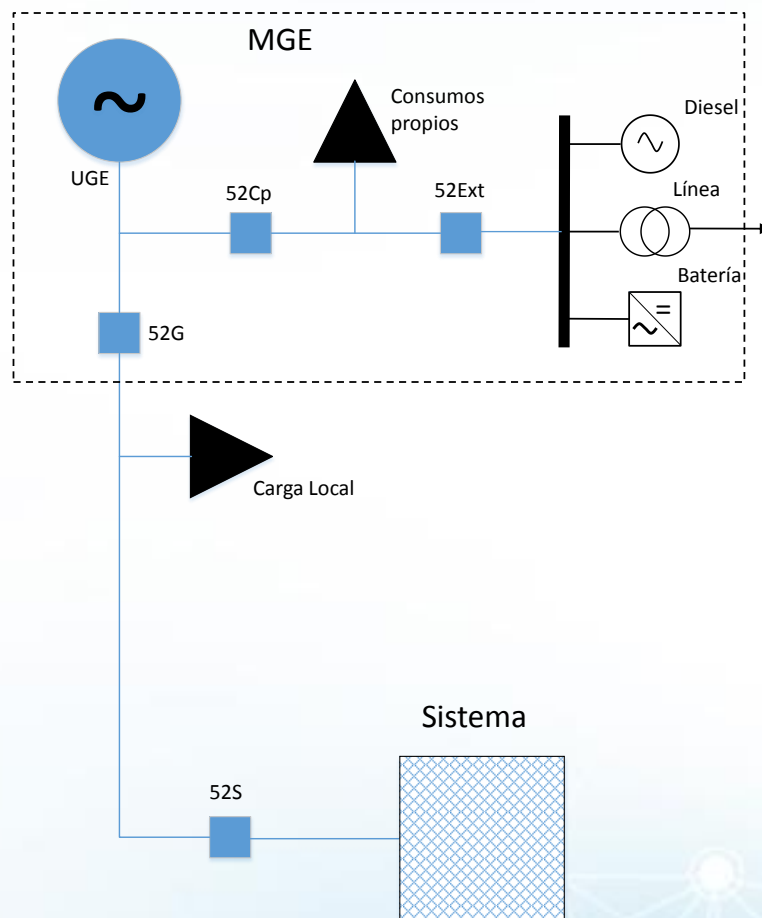 MGE
Consumos
propios
Diesel
UGE
52Cp
52Ext
Línea
Batería
52G
Carga Local
Sistema
52S